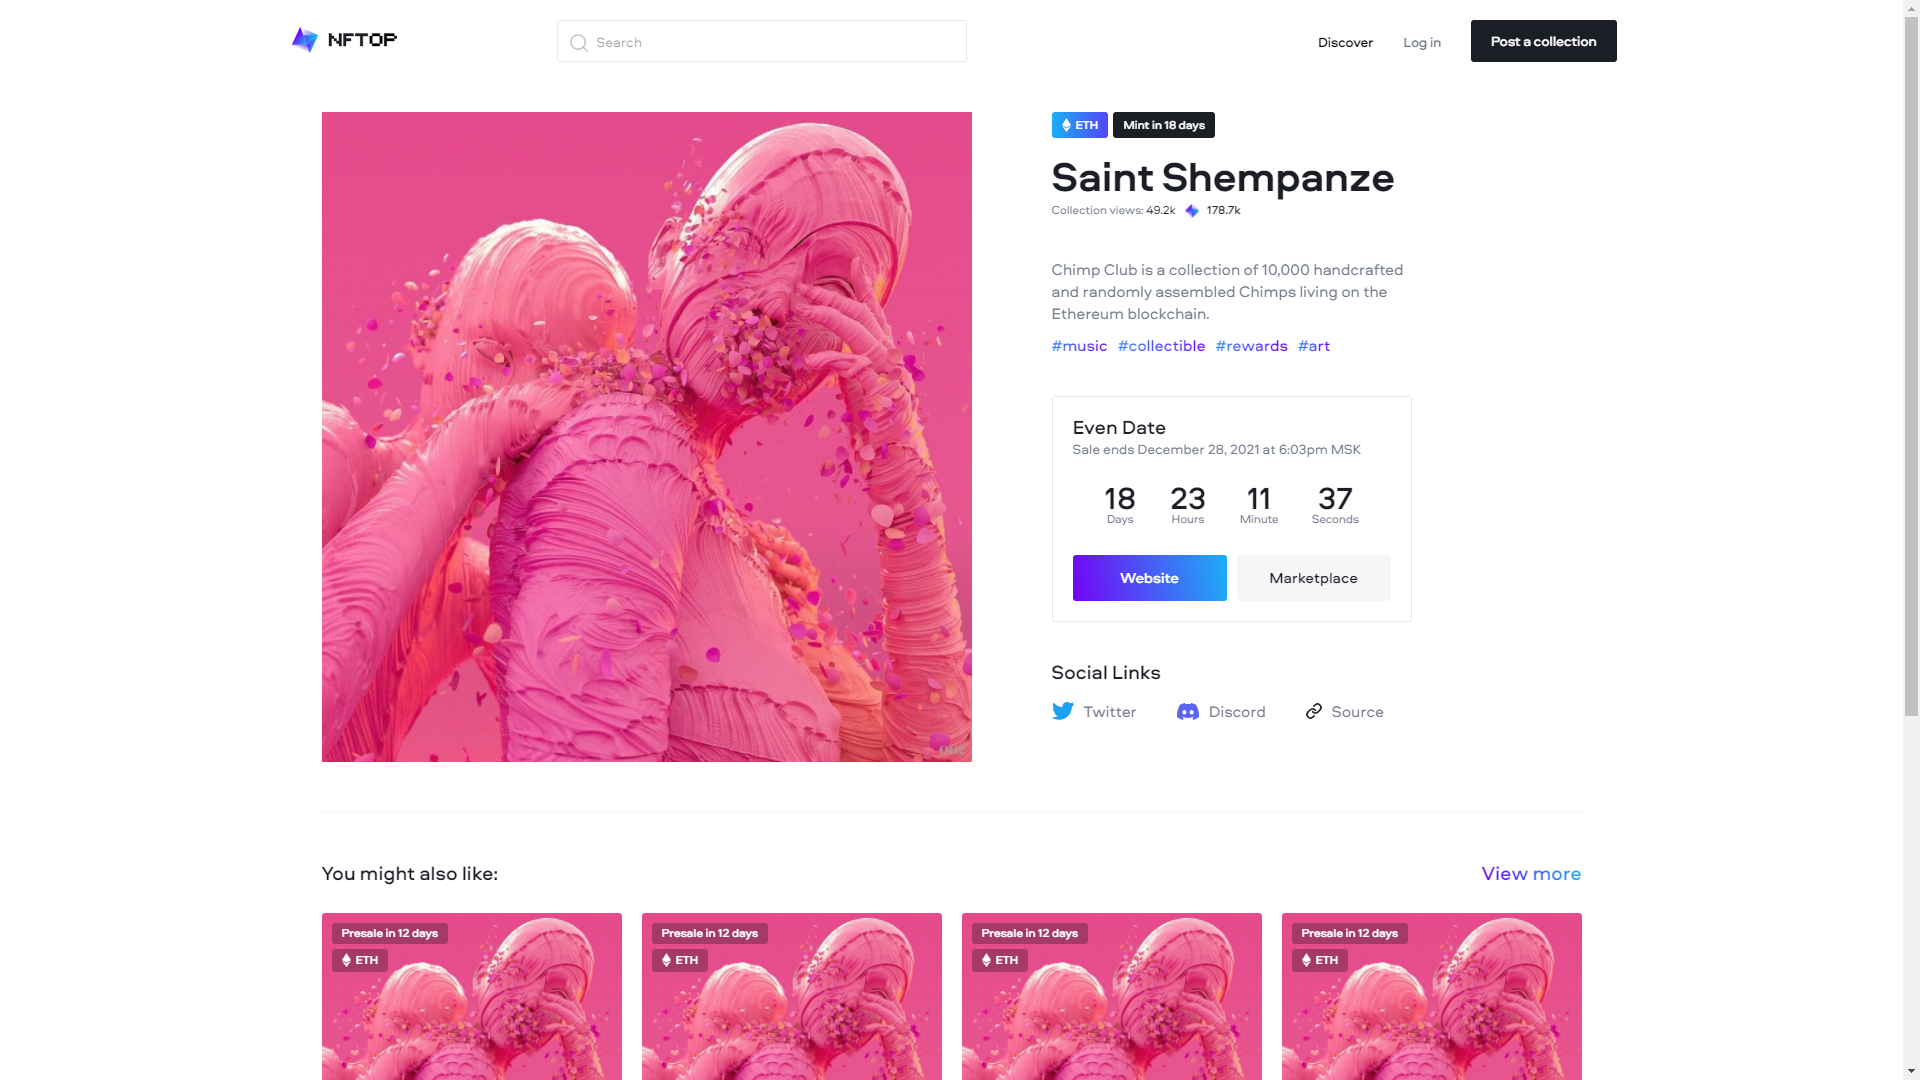 NFTOP
Search
Discover
Log in
Post a collection
ETH
Mint in 18 days
Saint Shempanze
Collection views: 49.2k
178.7k
Chimp Club is a collection of 10,000 handcrafted
and randomly assembled Chimps living on the
Ethereum blockchain.
#music #collectible #rewards #art
Even Date
Sale ends December 28, 2021 at 6:03pm MSK
18 23 11 37
Days Hours Minute Seconds
Website
Marketplace
Social Links
Twitter
Discord
Source
You might also like:
View more
Presale in 12 days
ETH
Presale in 12 days
ETH
Presale in 12 days
ETH
Presale in 12 days
ETH